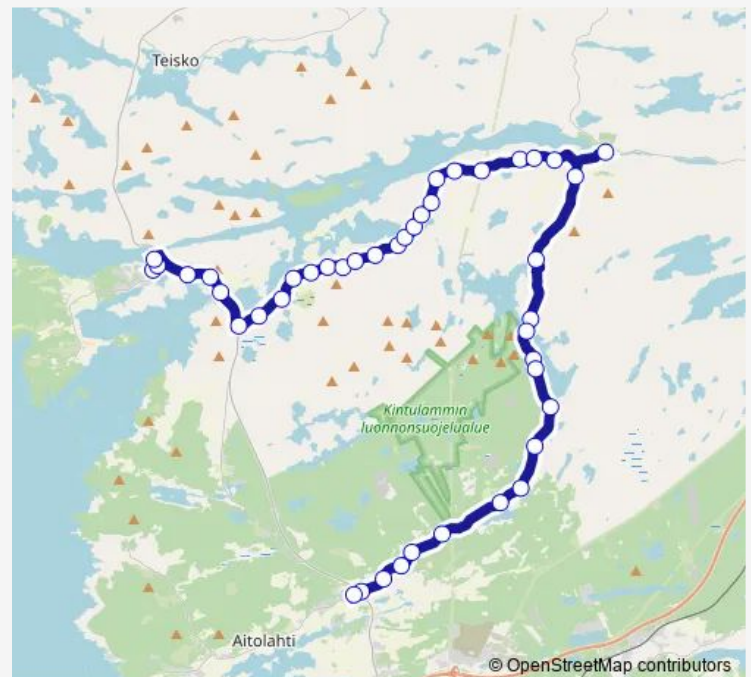 Teisko
Kintulammin
luonnonsuojelualue
Aitolahti
© OpenStreetMap contributors